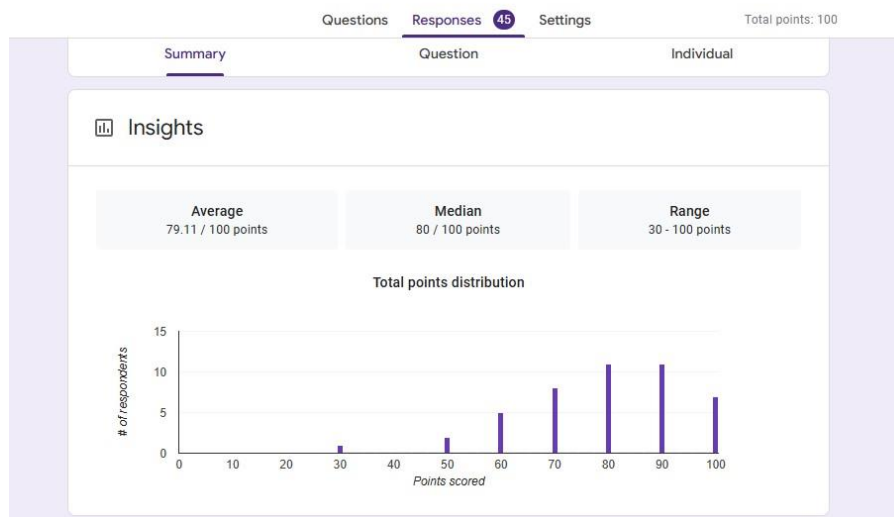 Questions Responses 45 Settings Total points: 100
Summary Question Individual
Insights
Average Median Range
79.11 / 100 points 80 / 100 points 30 - 100 points
Total points distribution
15
10
5
0
# of respondents
0 10 20 30 40 50 60 70 80 90 100
Points scored